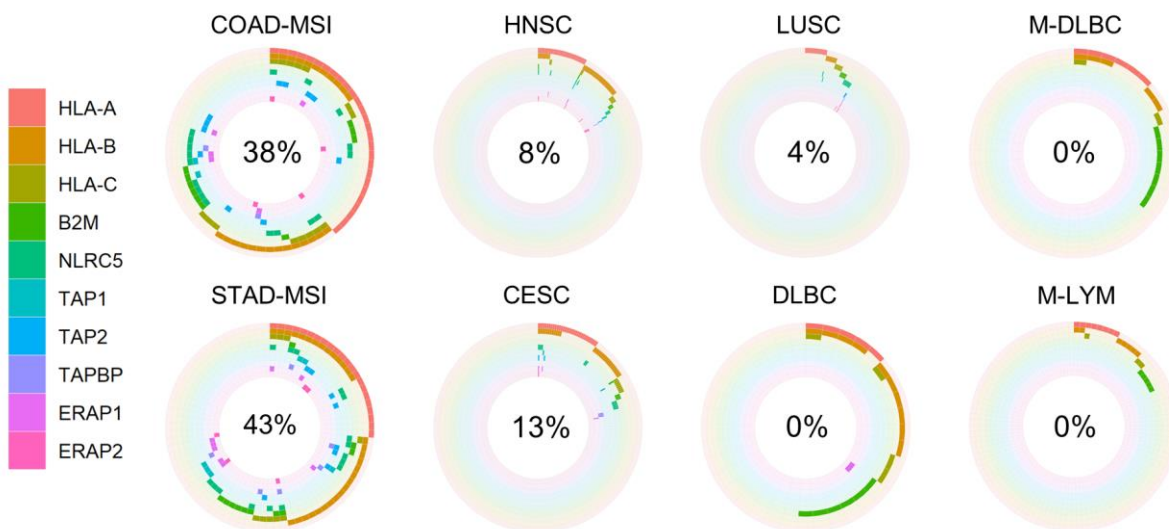 COAD-MSI HNSC LUSC M-DLBC
HLA-A
HLA-B
HLA-C
B2M
NLRC5
TAP1
TAP2
TAPBP
ERAP1
ERAP2
38% 8% 4% 0%
STAD-MSI CESC DLBC M-LYM
43% 13% 0% 0%